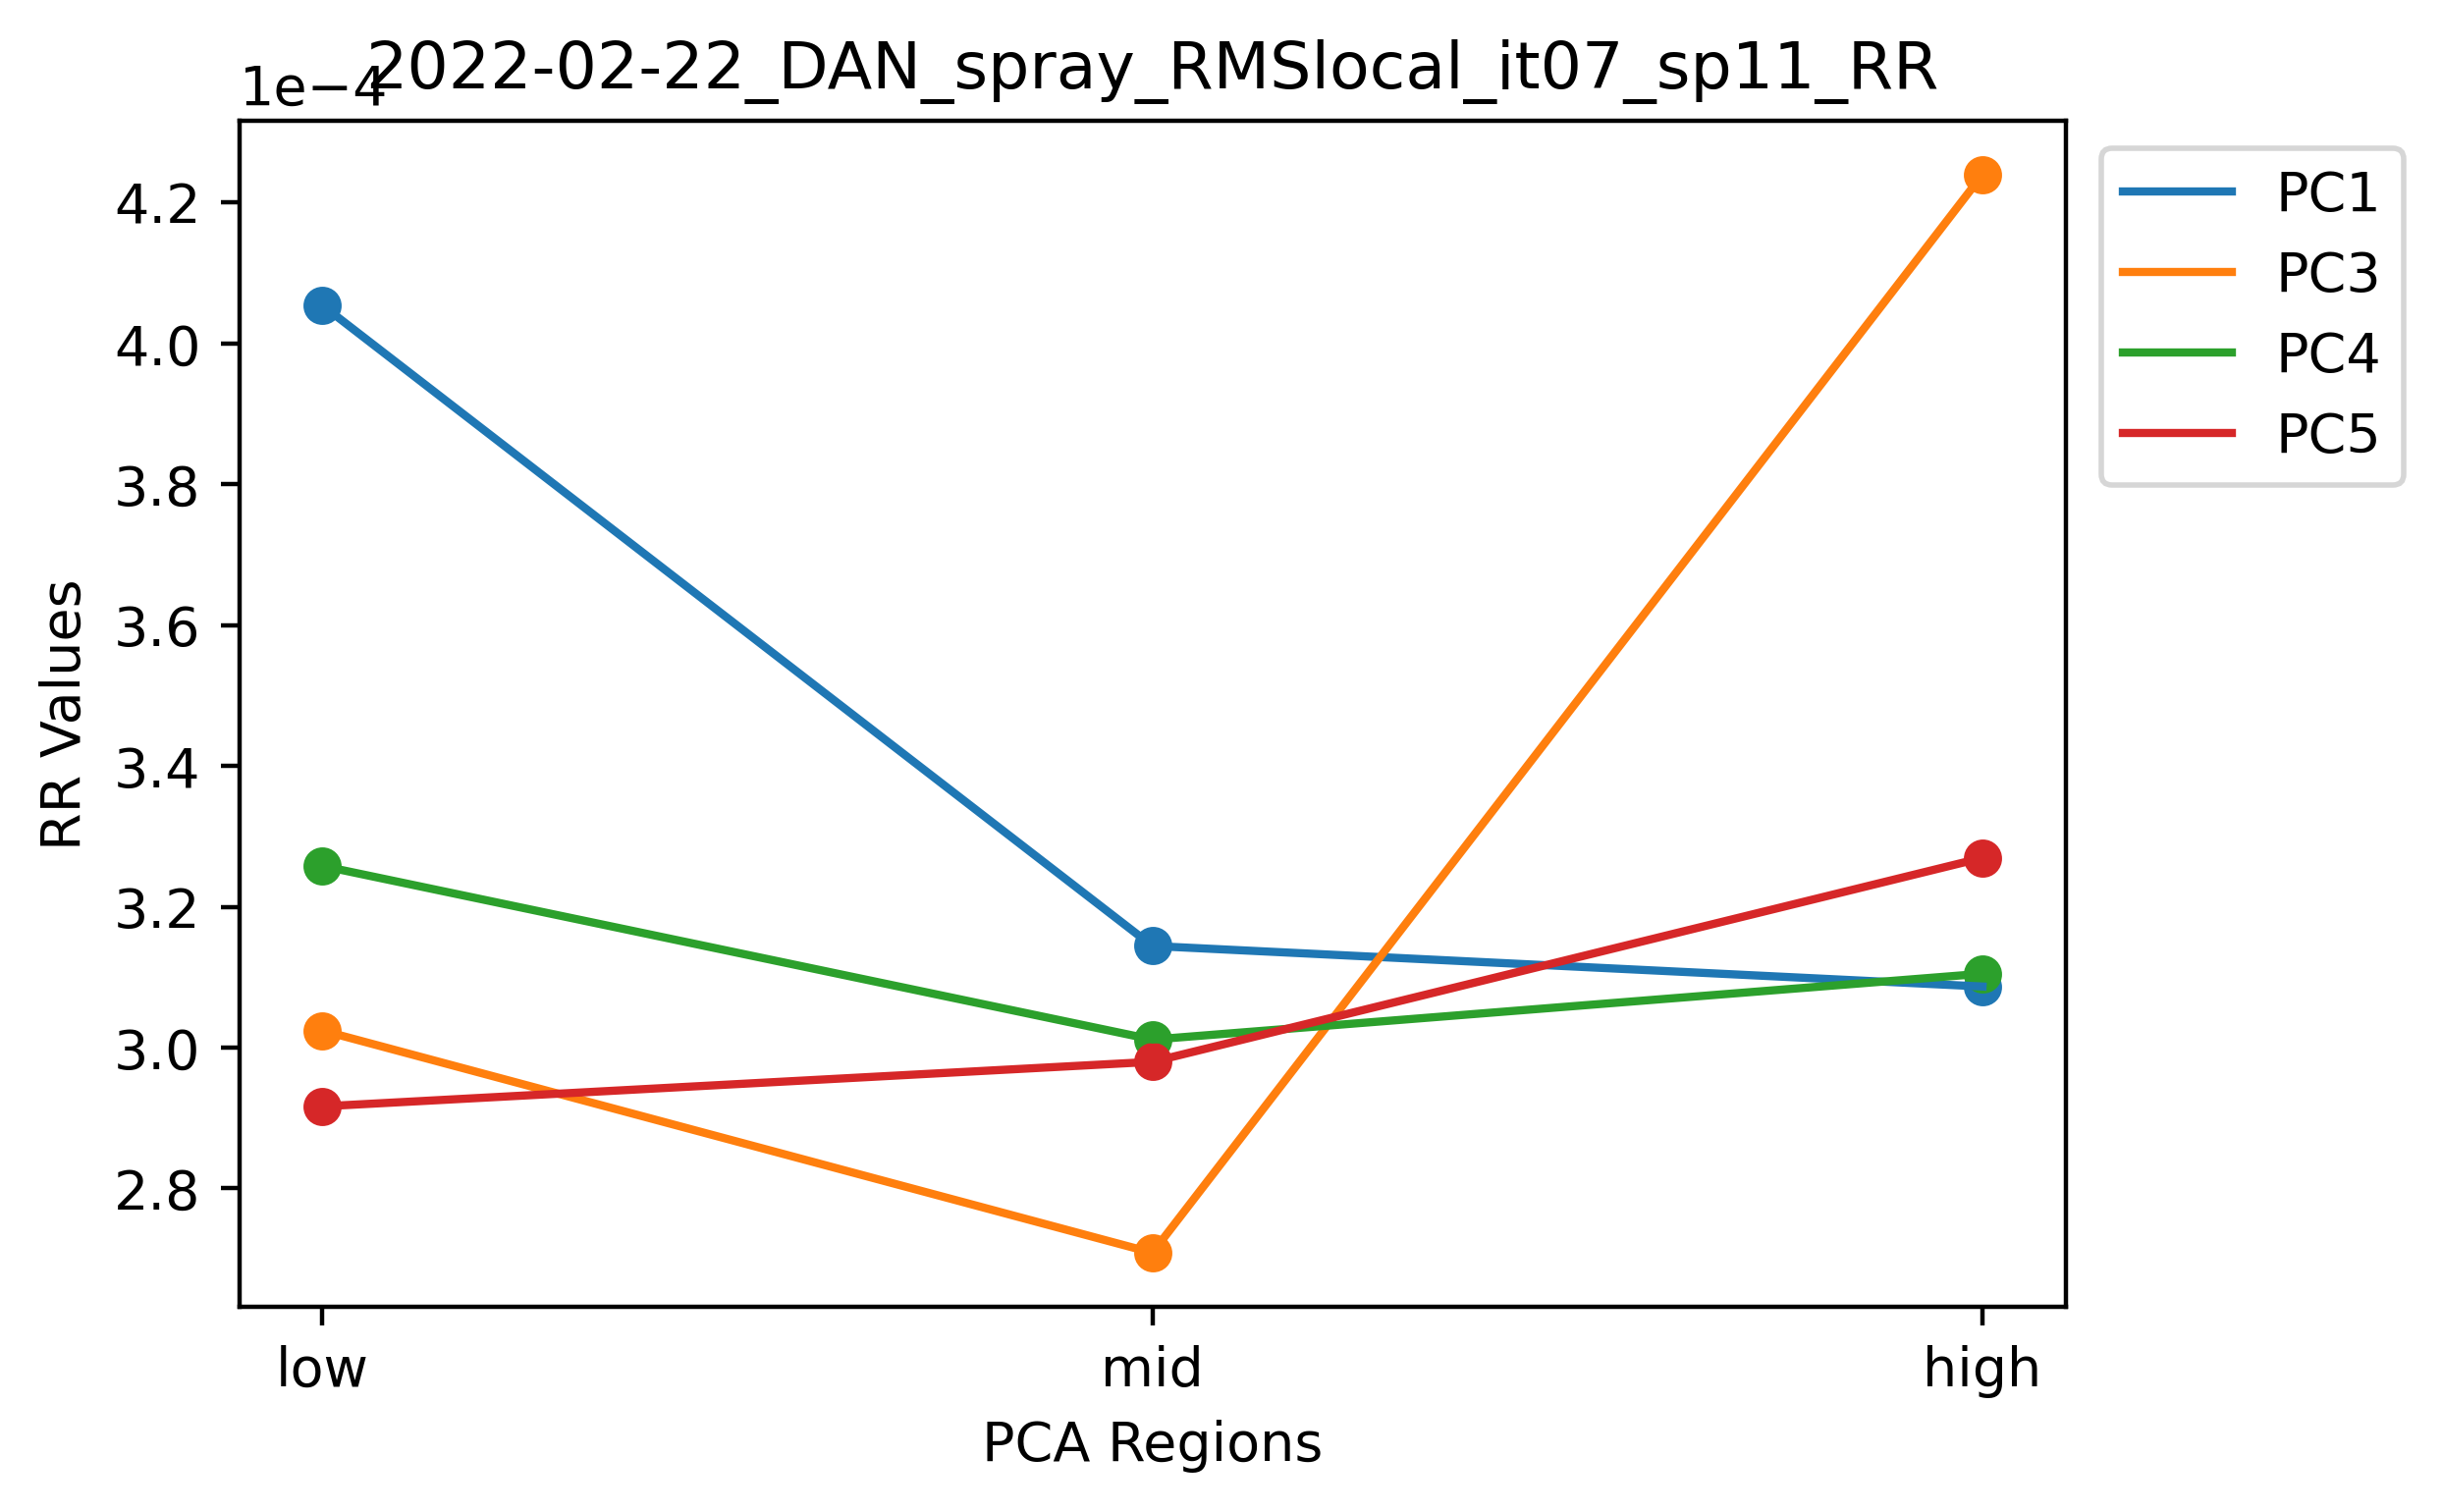 2022-02-22_DAN_spray_RMSlocal_it07_sp11_RR
1e−4
4.2
4.0
3.8
3.6
3.4
3.2
3.0
2.8
RR Values
low
mid
high
PCA Regions
PC1
PC3
PC4
PC5